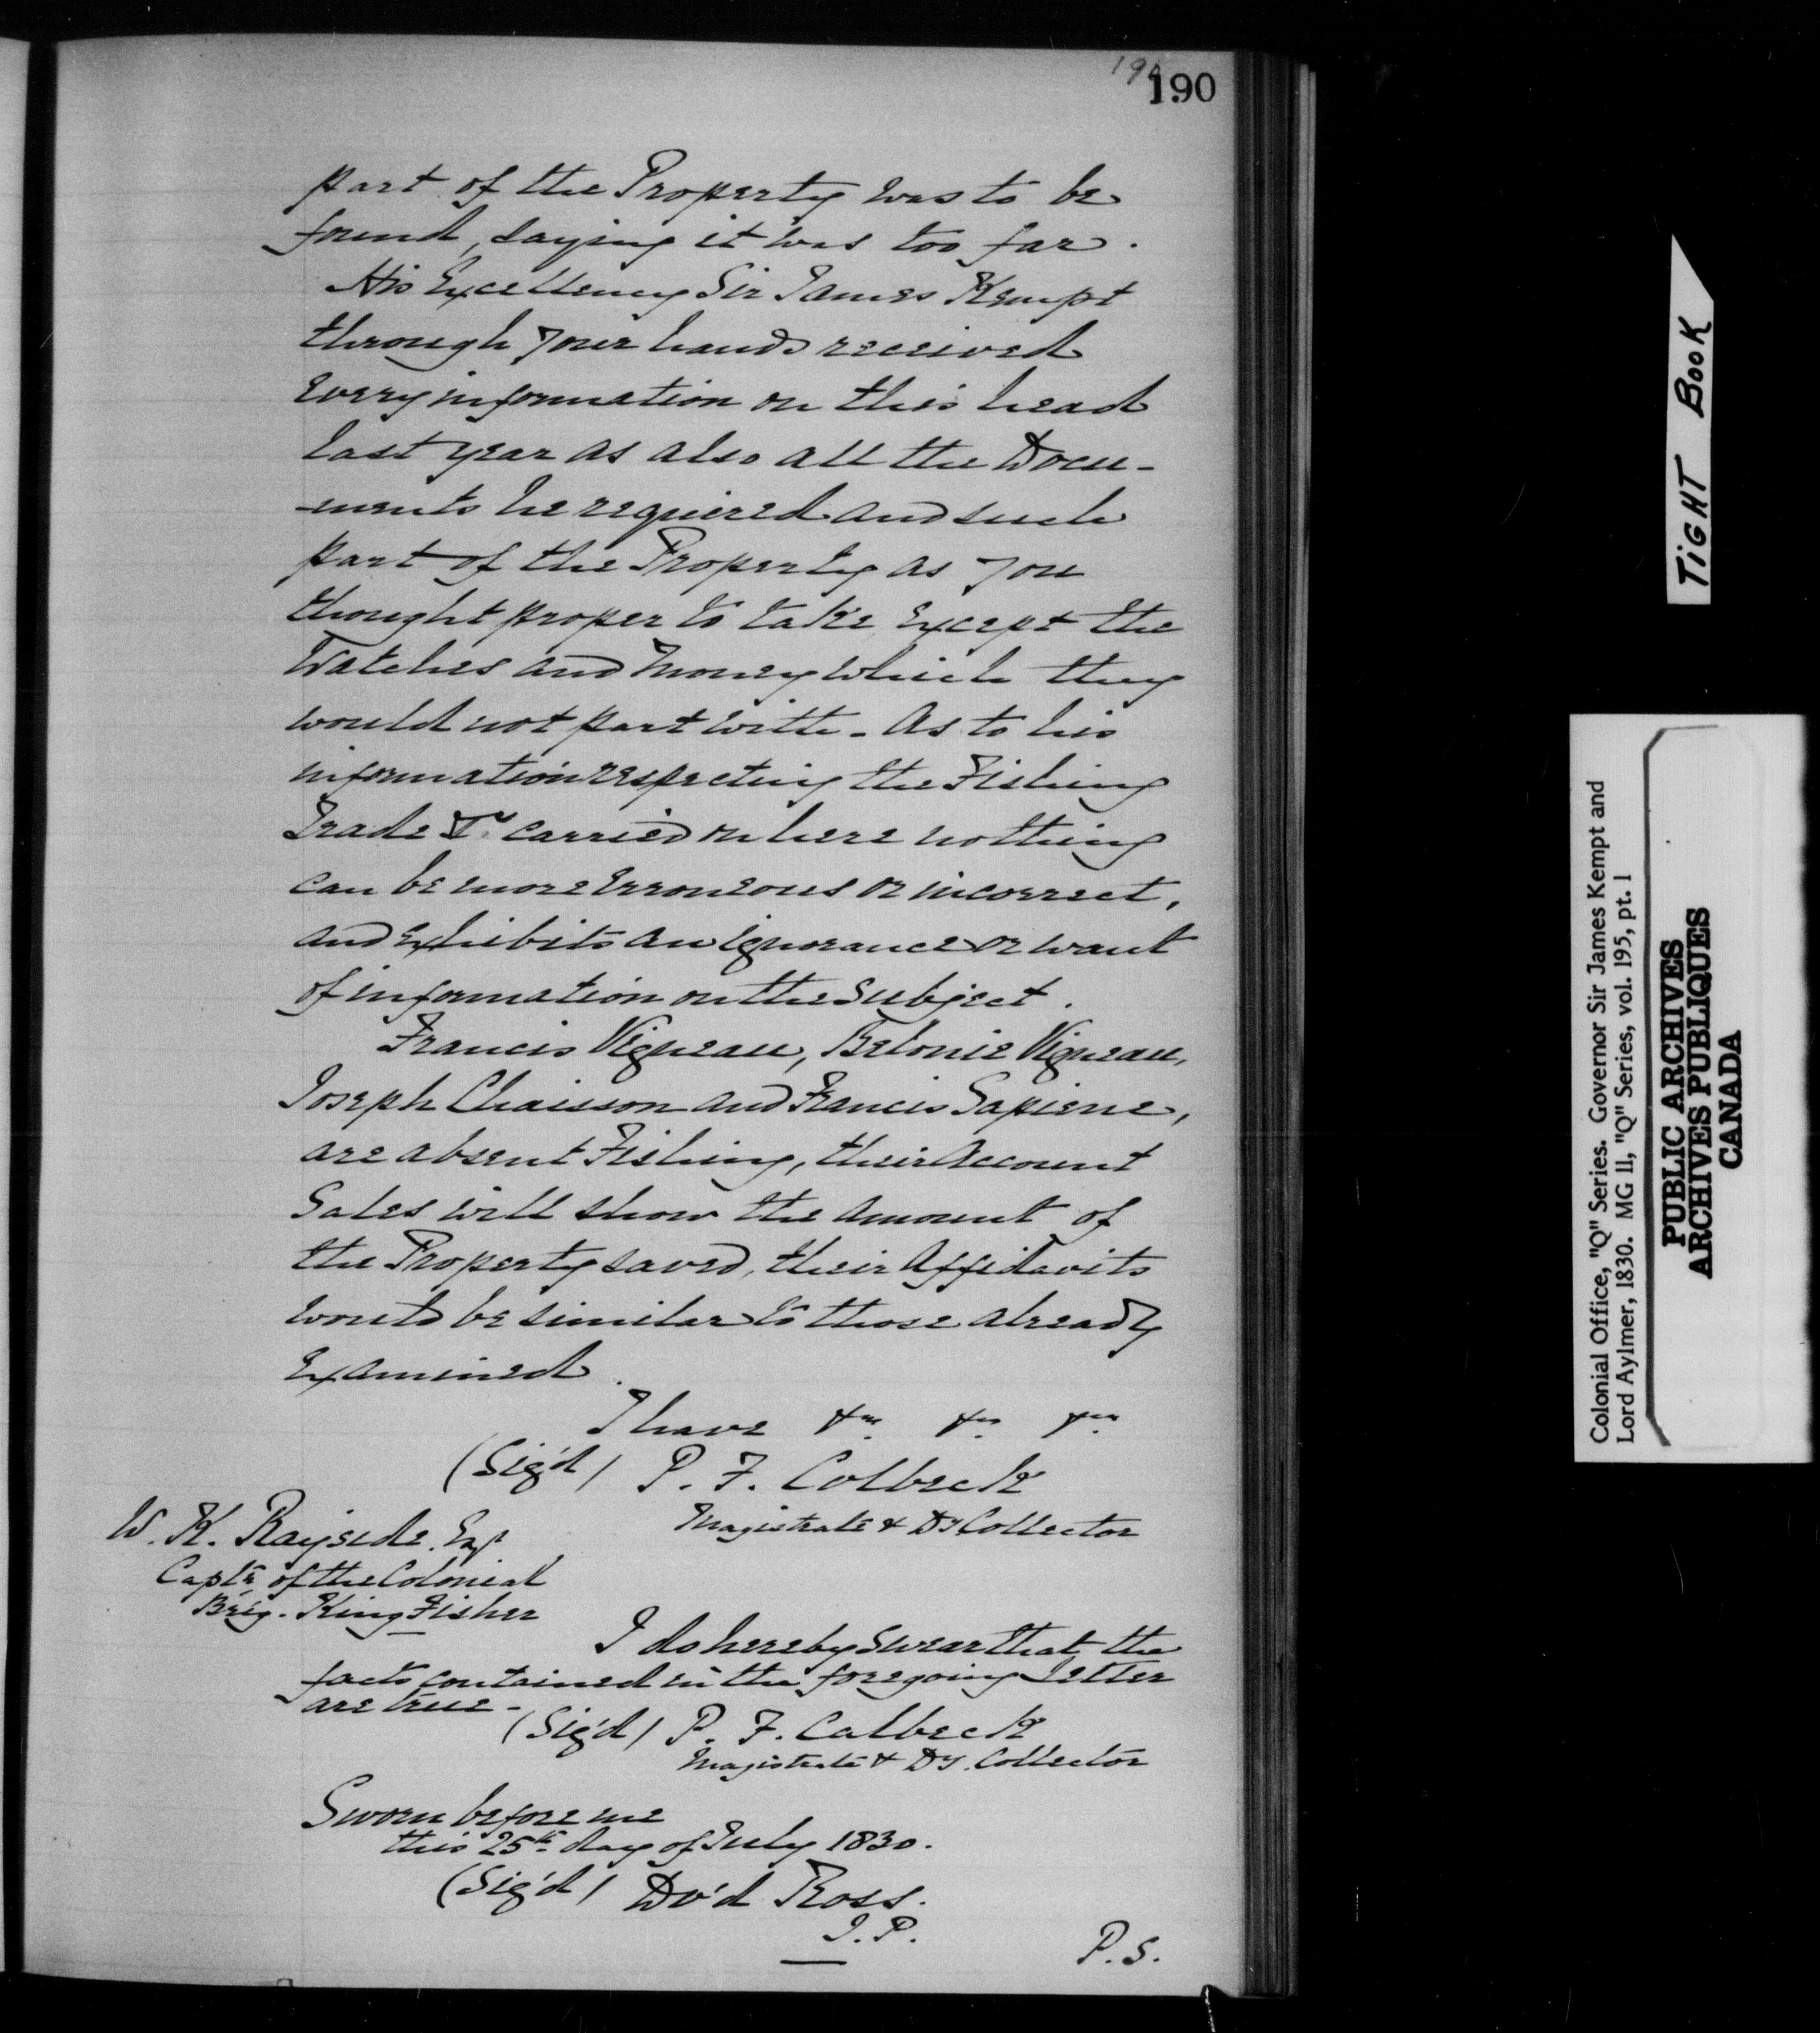 190
part of the Property was to be
found, saying it was too far.
His Excellency Sir James Kempt
through your hands received
every information on this head
last year as also all the Docu-
-ments he required and such
part of the Property as you
thought proper to take except the
Watches and money which they
would not part with - As to his
information respecting the Fishing
Trade &c carried on here nothing
can be more erroneous or incorrect,
and exhibits an ignorance or want
of information on the subject.
Francis Vigneau, Belonie Vigneau,
Joseph Chaisson and Francis Lapierre,
are absent Fishing, their Account
Sales will show the amount of
the Property saved, their Affidavits
would be similar to those already
examined.
I have &c. &c. &c.
(Sig'd) P. F. Colbeck
Magistrate & Dy Collector
W. K. Rayside. Esqr
Captn of the Colonial
Brig. King Fisher
I do hereby swear that the
facts contained in the foregoing letter
are true -
(Sig'd) P. F. Calbeck
Magistrate & Dy. Collector
Sworn before me
this 25th day of July 1830.
(Sig'd) Dv'd Ross.
J.P.
P.S.
TIGHT BOOK
Colonial Office, "Q" Series. Governor Sir James Kempt and
Lord Aylmer, 1830. MG 11, "Q" Series, vol. 195, pt. 1
PUBLIC ARCHIVES
ARCHIVES PUBLIQUES
CANADA